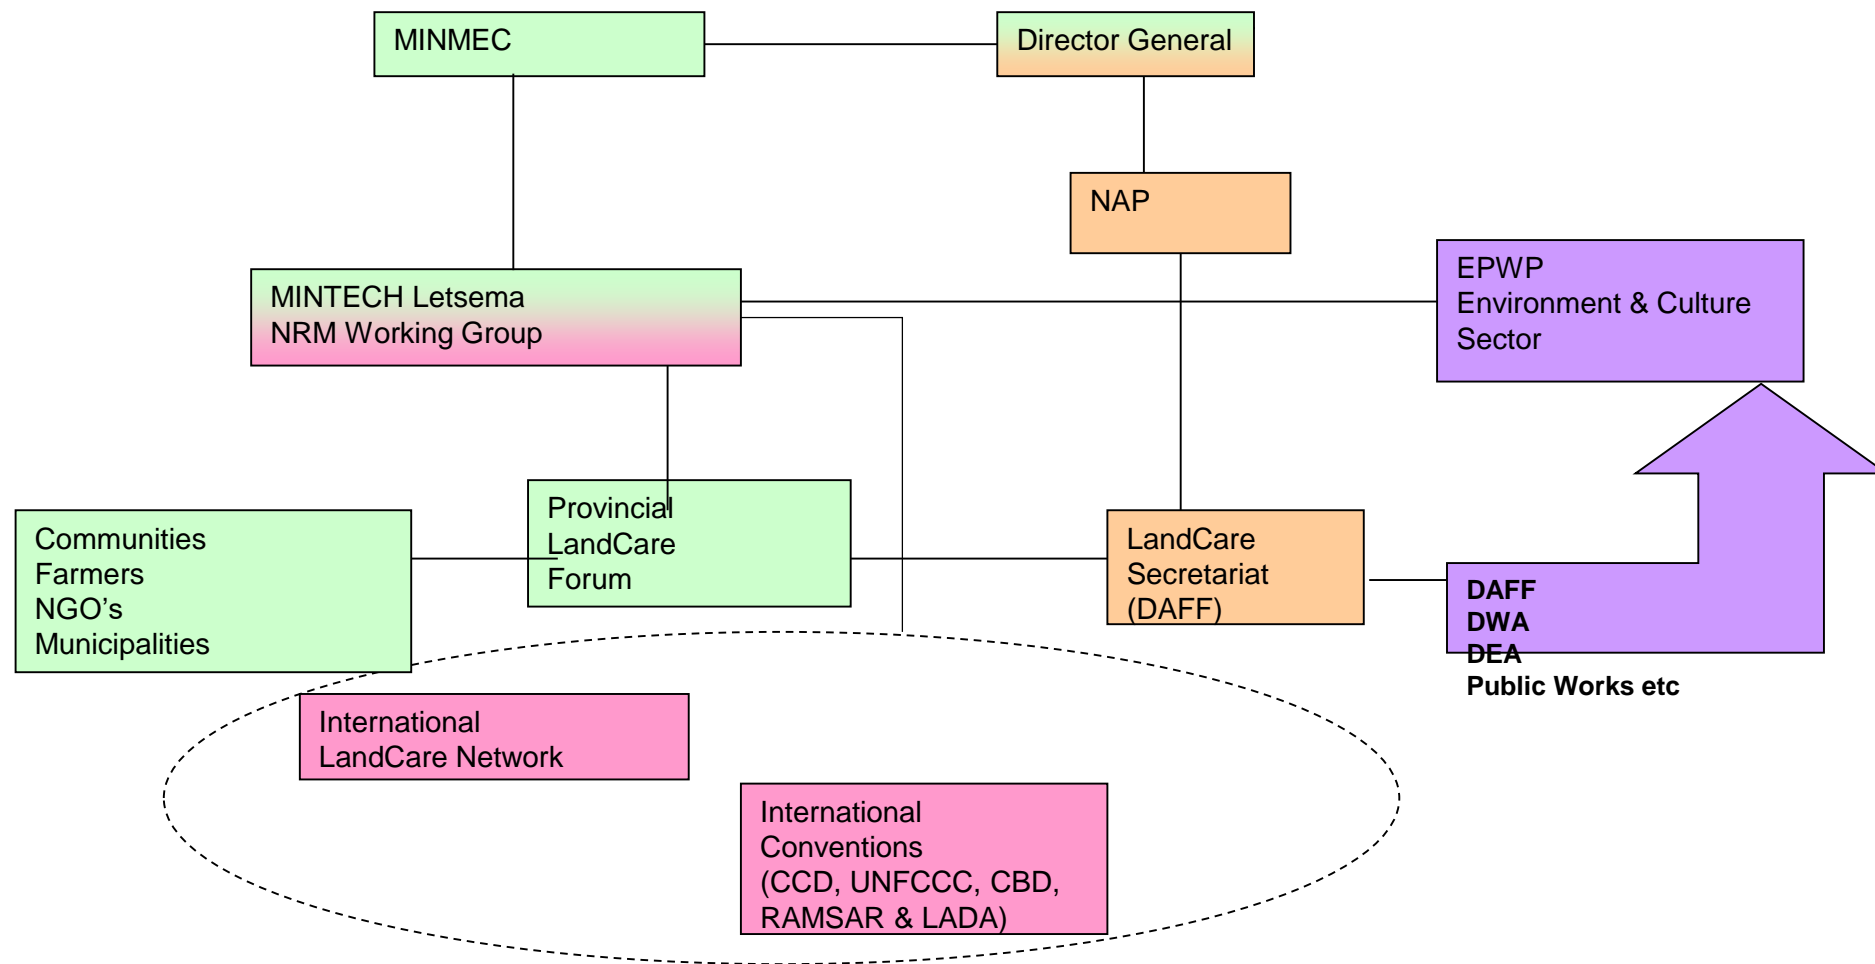 MINMEC
Director General
NAP
EPWP
Environment & Culture
Sector
MINTECH Letsema
NRM Working Group
Communities
Farmers
NGO’s
Municipalities
Provincial
LandCare
Forum
LandCare
Secretariat
(DAFF)
DAFF
DWA
DEA
Public Works etc
International
LandCare Network
International
Conventions
(CCD, UNFCCC, CBD,
RAMSAR & LADA)